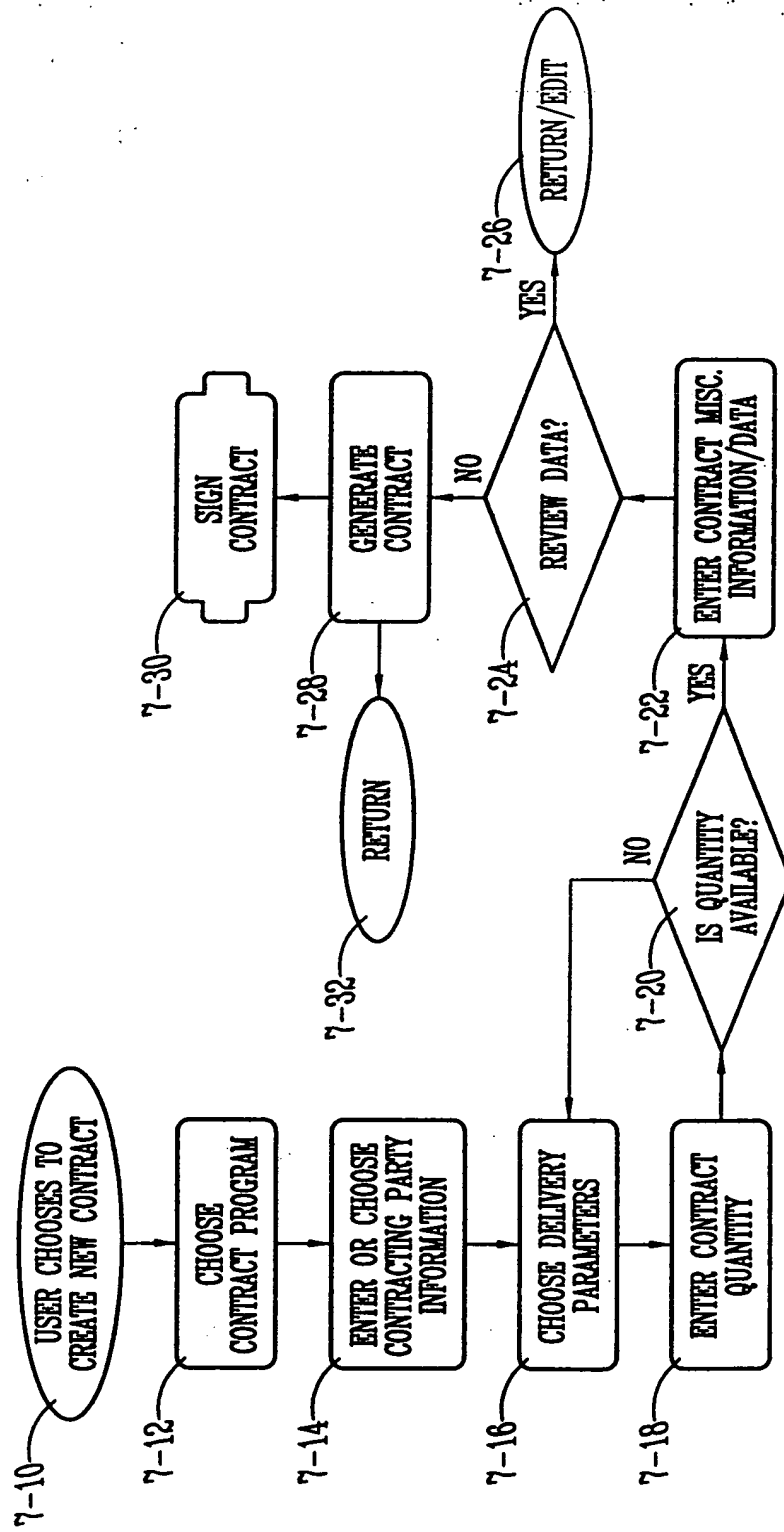 7-10
USER CHOOSES TO
CREATE NEW CONTRACT
7-12
CHOOSE
CONTRACT PROGRAM
7-14
ENTER OR CHOOSE
CONTRACTING PARTY
INFORMATION
7-16
CHOOSE DELIVERY
PARAMETERS
7-18
ENTER CONTRACT
QUANTITY
7-20
IS QUANTITY
AVAILABLE?
NO
YES
7-22
ENTER CONTRACT MISC.
INFORMATION/DATA
7-24
REVIEW DATA?
YES
NO
7-26
RETURN/EDIT
7-28
GENERATE
CONTRACT
7-30
SIGN
CONTRACT
7-32
RETURN